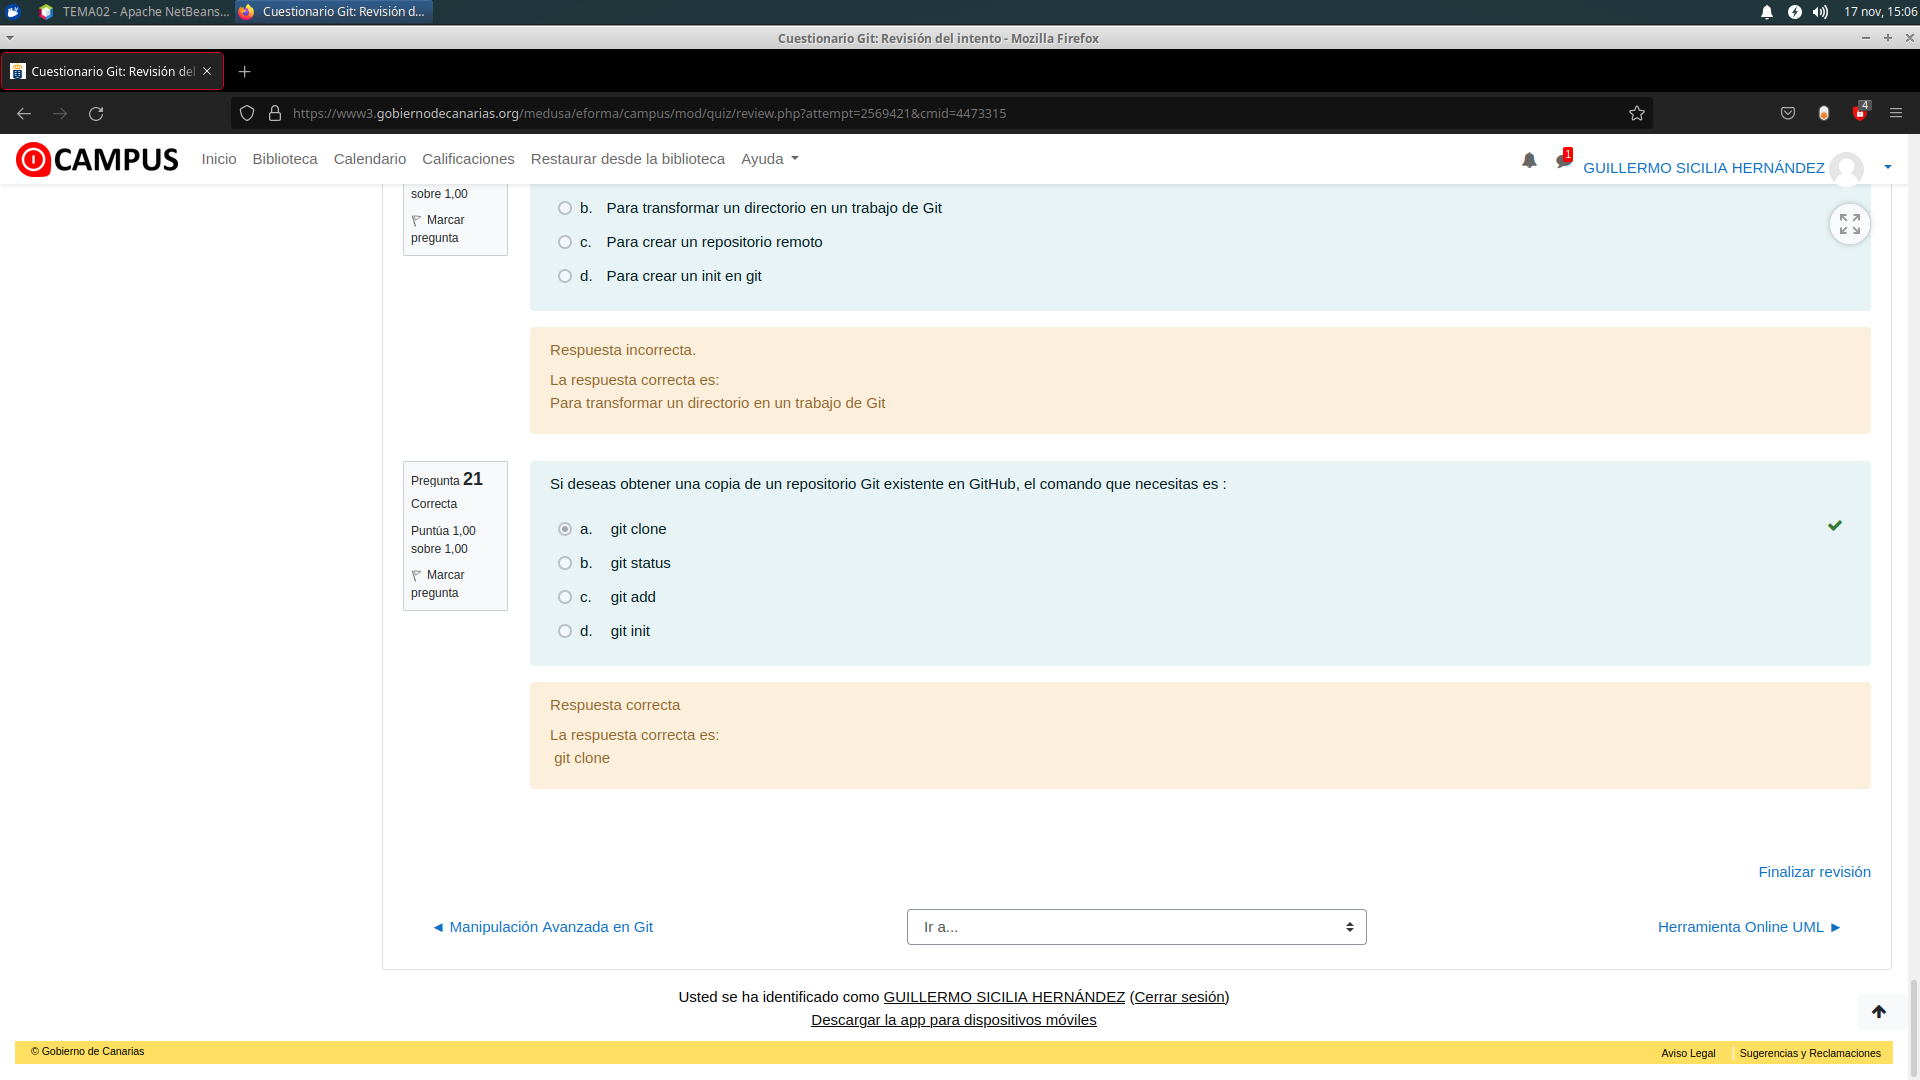 TEMA02 - Apache NetBeans...
Cuestionario Git: Revisión d...
17 nov, 15:06
Cuestionario Git: Revisión del intento - Mozilla Firefox
Cuestionario Git: Revisión del
https://www3.gobiernodecanarias.org/medusa/eforma/campus/mod/quiz/review.php?attempt=2569421&cmid=4473315
4
CAMPUS
Inicio
Biblioteca
Calendario
Calificaciones
Restaurar desde la biblioteca
Ayuda
1
GUILLERMO SICILIA HERNÁNDEZ
sobre 1,00
Marcar
pregunta
b. Para transformar un directorio en un trabajo de Git
c. Para crear un repositorio remoto
d. Para crear un init en git
Respuesta incorrecta.
La respuesta correcta es:
Para transformar un directorio en un trabajo de Git
Pregunta 21
Correcta
Puntúa 1,00
sobre 1,00
Marcar
pregunta
Si deseas obtener una copia de un repositorio Git existente en GitHub, el comando que necesitas es :
a. git clone
b. git status
c. git add
d. git init
Respuesta correcta
La respuesta correcta es:
git clone
Finalizar revisión
◄ Manipulación Avanzada en Git
Ir a...
Herramienta Online UML ►
Usted se ha identificado como GUILLERMO SICILIA HERNÁNDEZ (Cerrar sesión)
Descargar la app para dispositivos móviles
© Gobierno de Canarias
Aviso Legal
Sugerencias y Reclamaciones